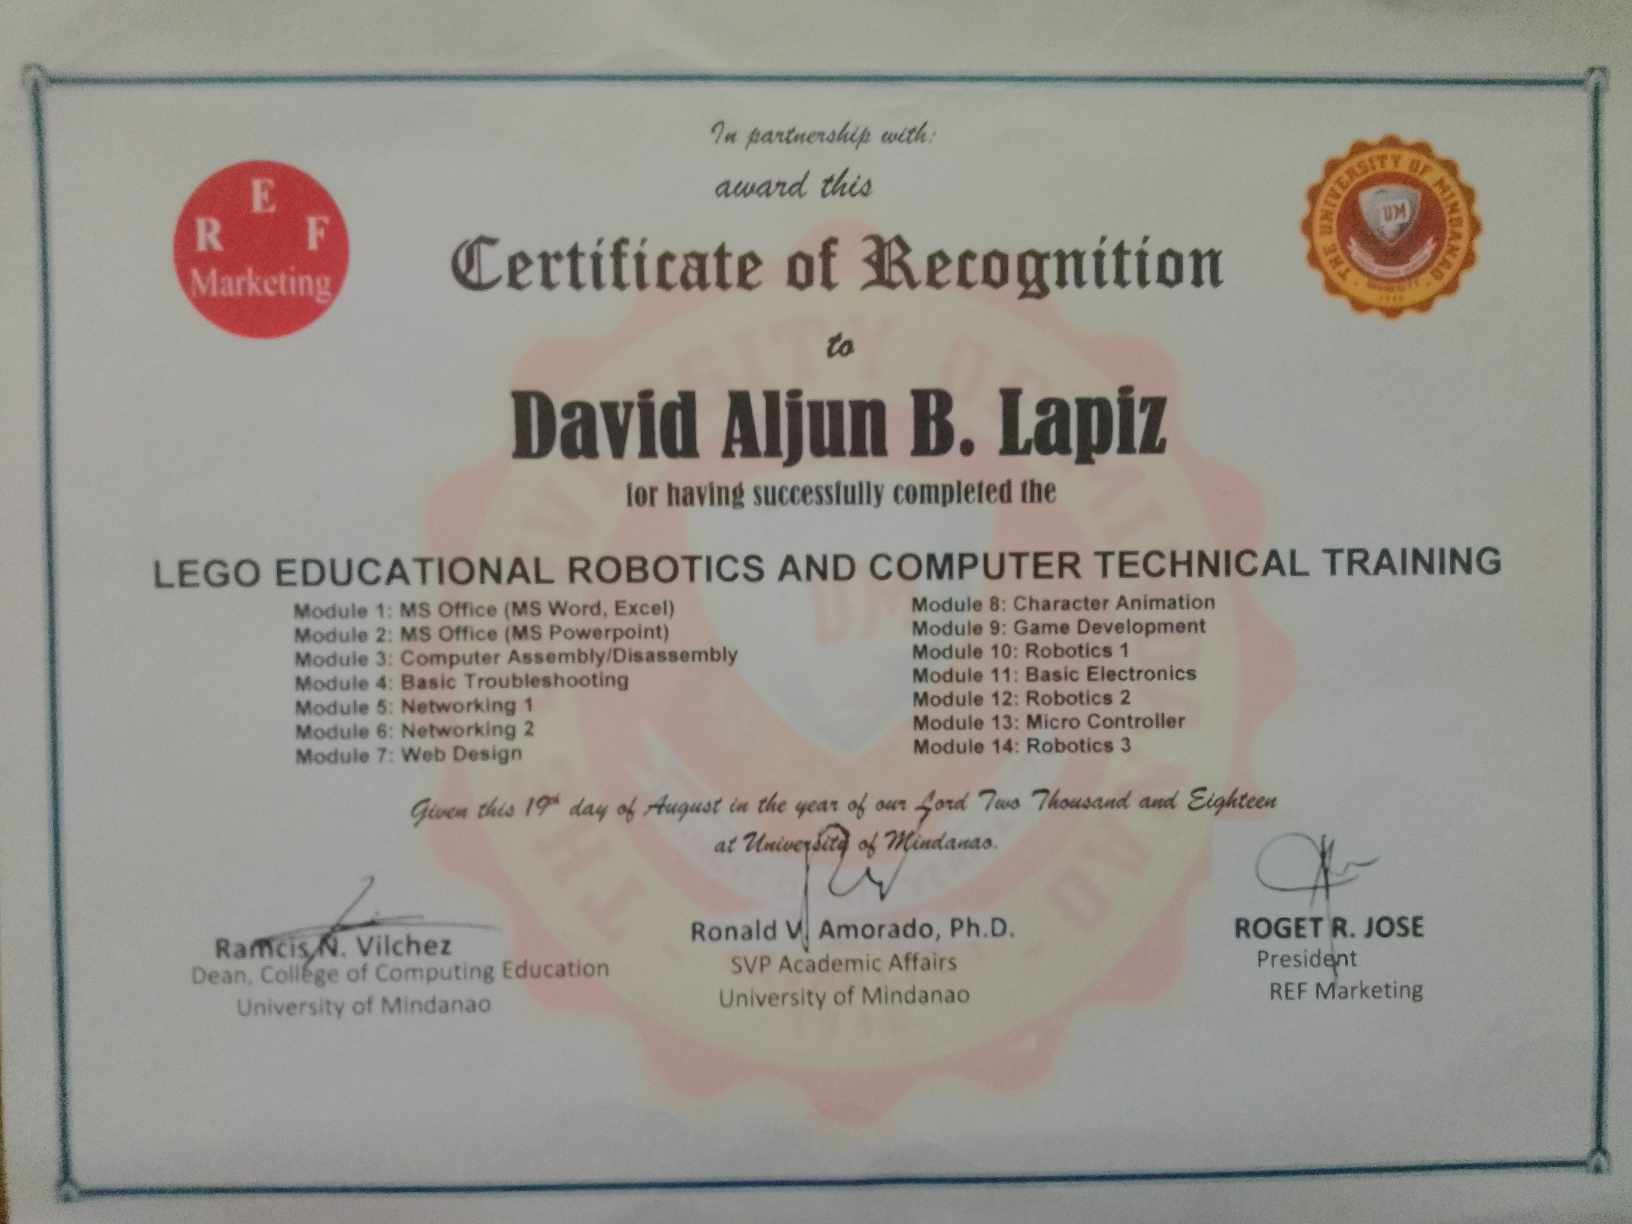 In partnership with:
award this
R E F
Marketing
THE UNIVERSITY OF MINDANAO
UM
1946
Certificate of Recognition
to
David Aljun B. Lapiz
for having successfully completed the
LEGO EDUCATIONAL ROBOTICS AND COMPUTER TECHNICAL TRAINING
Module 1: MS Office (MS Word, Excel)
Module 2: MS Office (MS Powerpoint)
Module 3: Computer Assembly/Disassembly
Module 4: Basic Troubleshooting
Module 5: Networking 1
Module 6: Networking 2
Module 7: Web Design
Module 8: Character Animation
Module 9: Game Development
Module 10: Robotics 1
Module 11: Basic Electronics
Module 12: Robotics 2
Module 13: Micro Controller
Module 14: Robotics 3
Given this 19th day of August in the year of our Lord Two Thousand and Eighteen
at University of Mindanao.
Ramcis N. Vilchez
Dean, College of Computing Education
University of Mindanao
Ronald V. Amorado, Ph.D.
SVP Academic Affairs
University of Mindanao
ROGET R. JOSE
President
REF Marketing